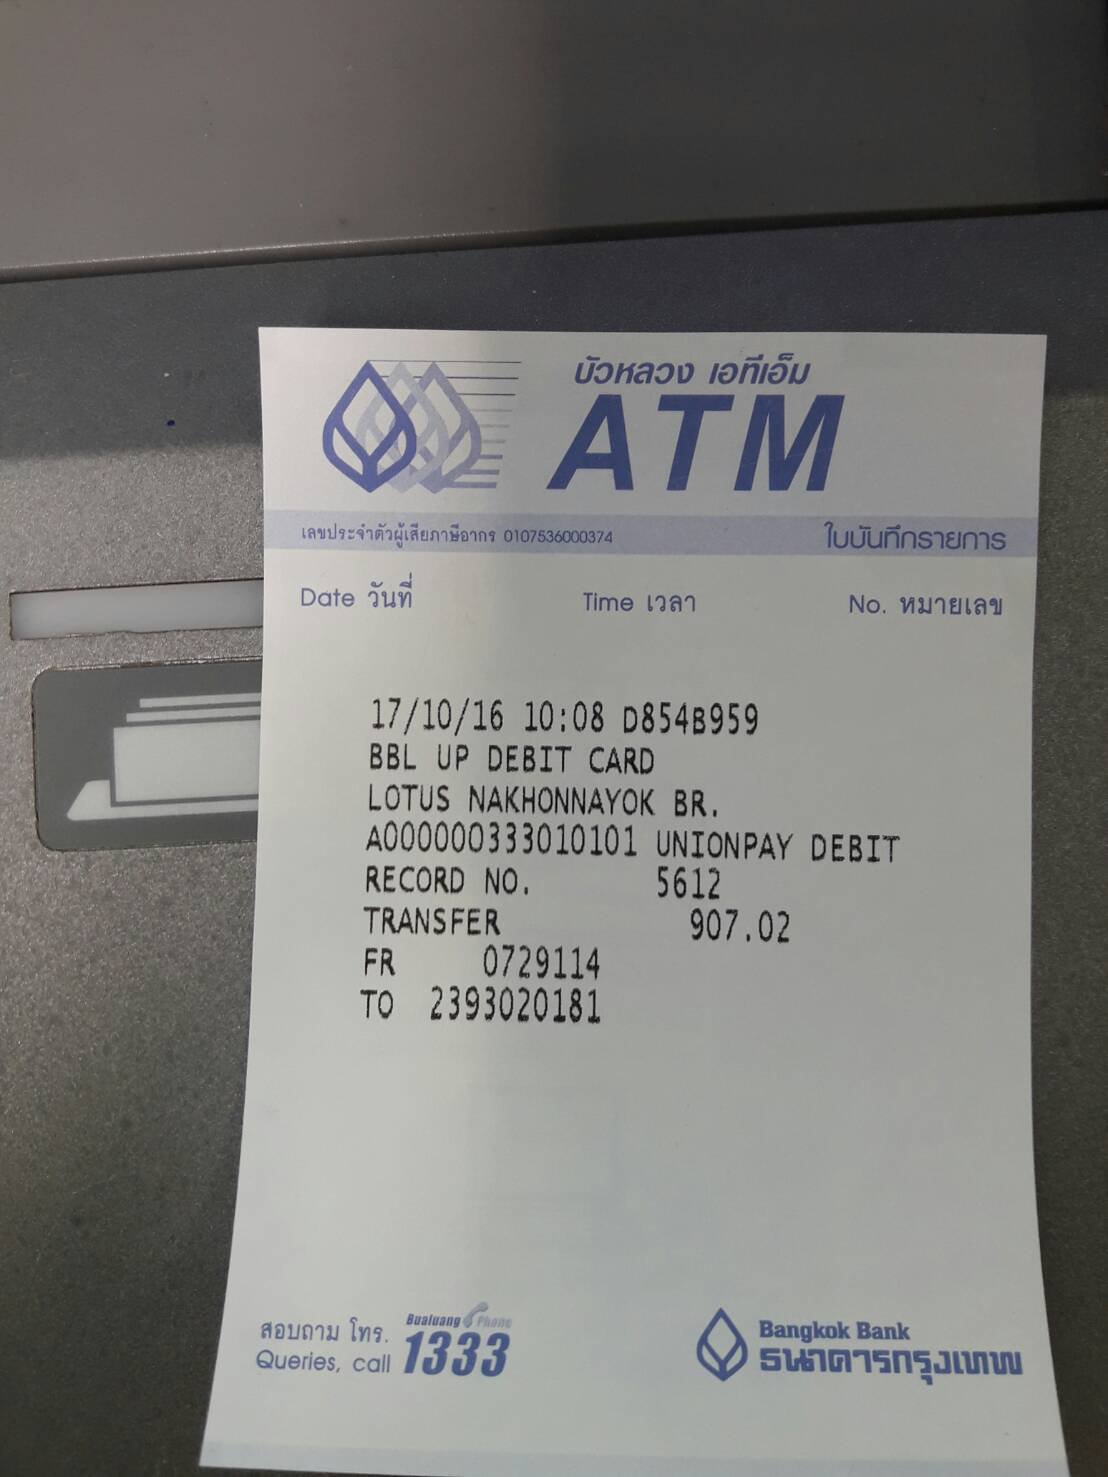 บัวหลวง เอทีเอ็ม
ATM
เลขประจำตัวผู้เสียภาษีอากร 0107536000374 ใบบันทึกรายการ
Date วันที่ Time เวลา No. หมายเลข
17/10/16 10:08 D854B959
BBL UP DEBIT CARD
LOTUS NAKHONNAYOK BR.
A000000333010101 UNIONPAY DEBIT
RECORD NO. 5612
TRANSFER 907.02
FR 0729114
TO 2393020181
สอบถาม โทร. Bualuang Phone
Queries, call 1333
Bangkok Bank
ธนาคารกรุงเทพ